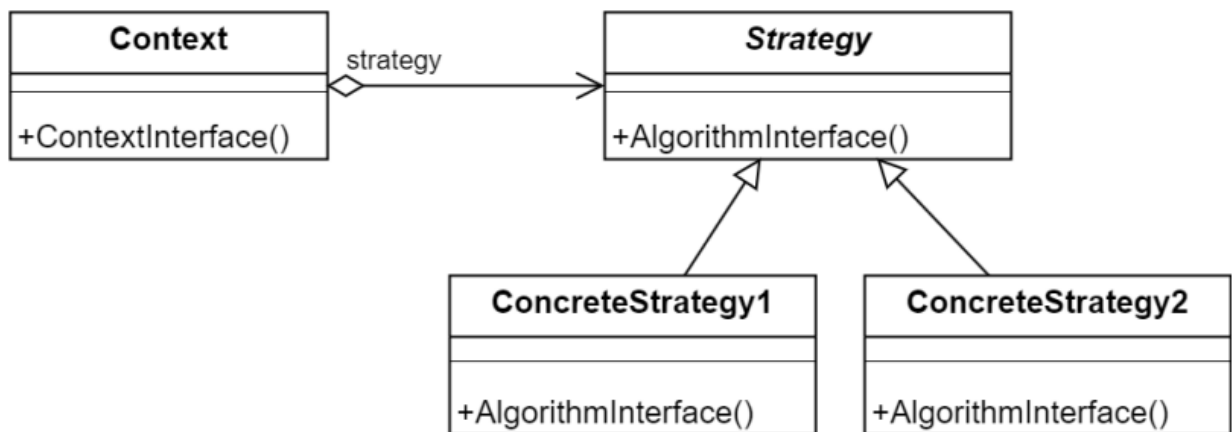 Context
strategy
Strategy
+ContextInterface()
+AlgorithmInterface()
ConcreteStrategy1
ConcreteStrategy2
+AlgorithmInterface()
+AlgorithmInterface()